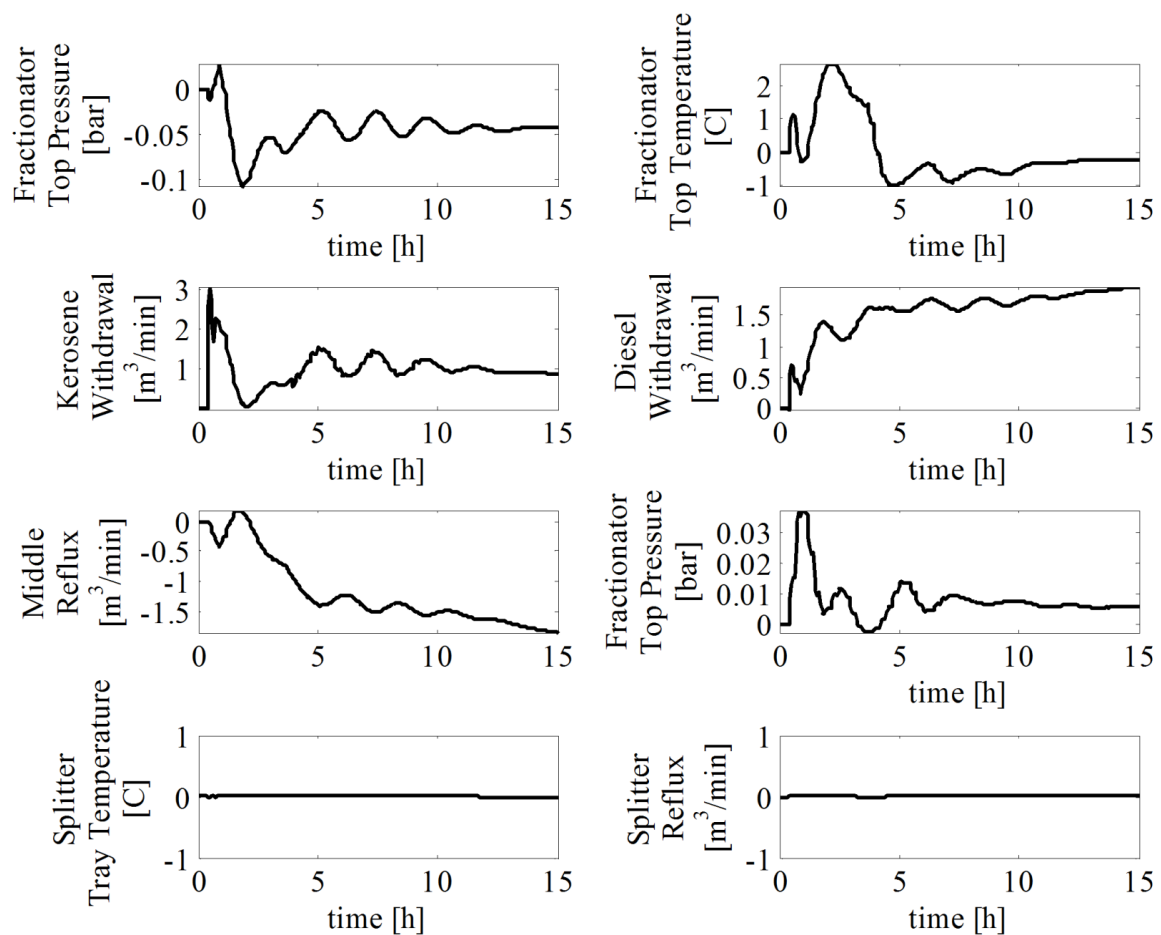 Fractionator
Top Pressure
[bar]
0
-0.05
-0.1
0 5 10 15
time [h]
Fractionator
Top Temperature
[C]
2
1
0
-1
0 5 10 15
time [h]
Kerosene
Withdrawal
[m³/min]
3
2
1
0 5 10 15
time [h]
Diesel
Withdrawal
[m³/min]
1.5
1
0.5
0
0 5 10 15
time [h]
Middle
Reflux
[m³/min]
0
-0.5
-1
-1.5
0 5 10 15
time [h]
Fractionator
Top Pressure
[bar]
0.03
0.02
0.01
0
0 5 10 15
time [h]
Splitter
Tray Temperature
[C]
1
0
-1
0 5 10 15
time [h]
Splitter
Reflux
[m³/min]
1
0
-1
0 5 10 15
time [h]